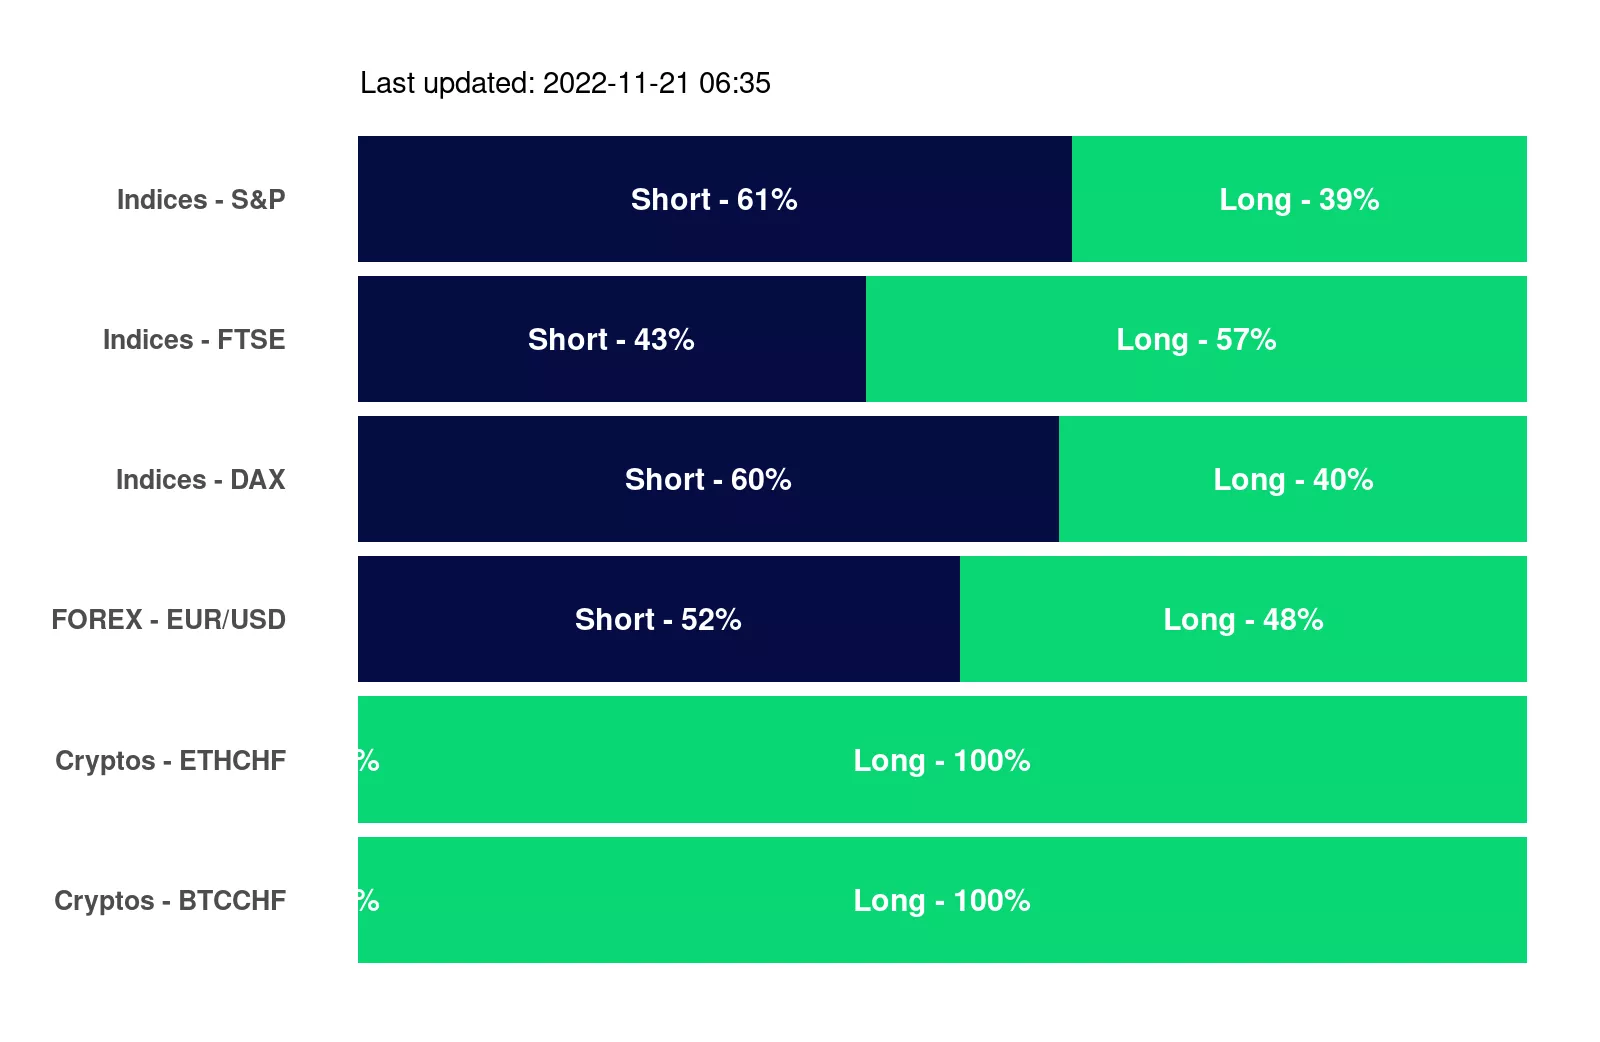 Last updated: 2022-11-21 06:35
Indices - S&P Short - 61% Long - 39%
Indices - FTSE Short - 43% Long - 57%
Indices - DAX Short - 60% Long - 40%
FOREX - EUR/USD Short - 52% Long - 48%
Cryptos - ETHCHF % Long - 100%
Cryptos - BTCCHF % Long - 100%